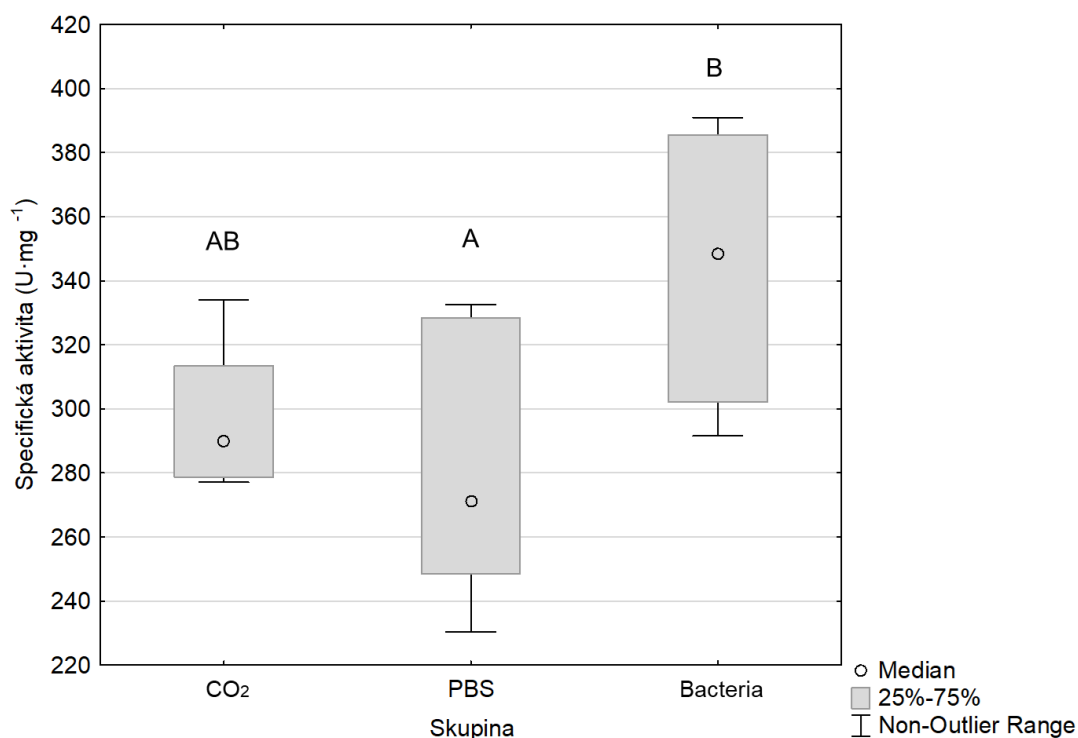 420
400
380
360
340
320
300
280
260
240
220
Specifická aktivita (U·mg ⁻¹)
AB
A
B
CO₂
PBS
Bacteria
Skupina
Median
25%-75%
Non-Outlier Range